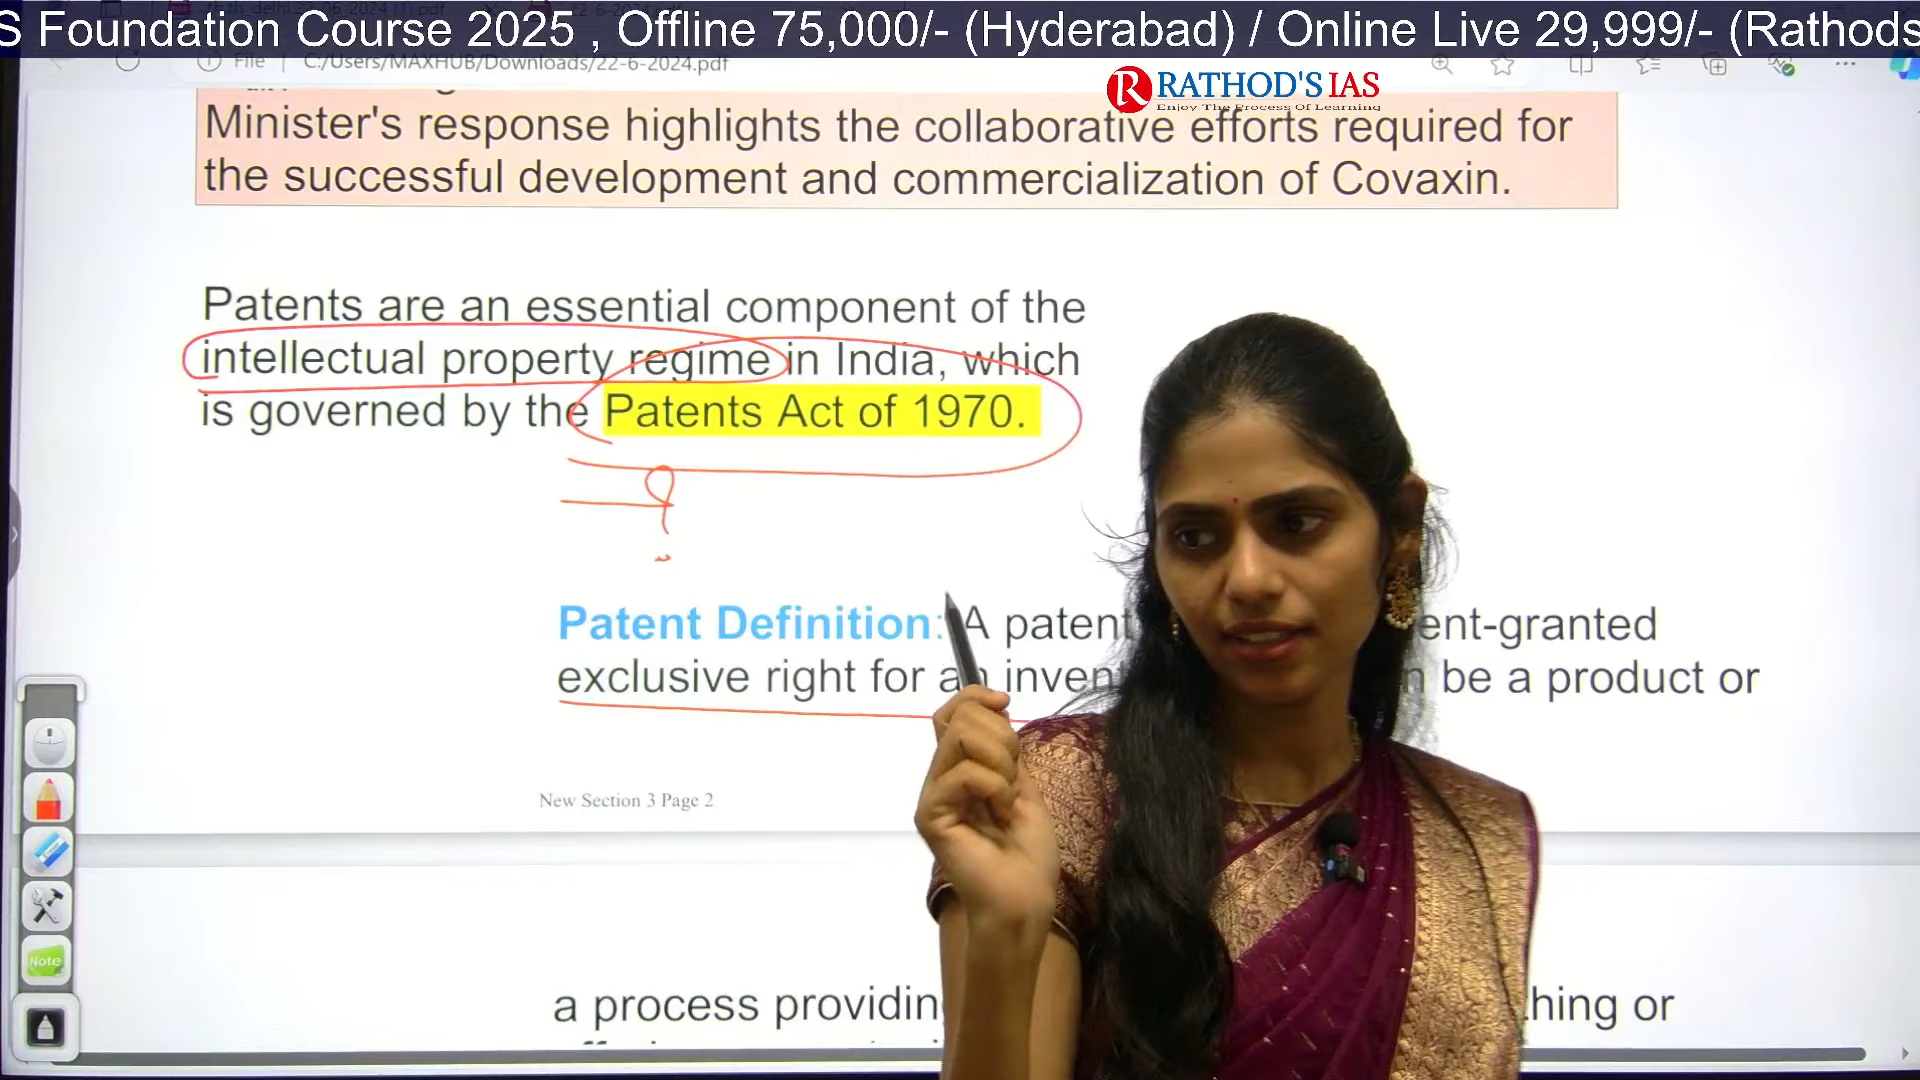 S Foundation Course 2025 , Offline 75,000/- (Hyderabad) / Online Live 29,999/- (Rathods
File | C:/Users/MAXHUB/Downloads/22-6-2024.pdf
RATHOD'S IAS
Enjoy The Process Of Learning
Minister's response highlights the collaborative efforts required for
the successful development and commercialization of Covaxin.
Patents are an essential component of the
intellectual property regime in India, which
is governed by the Patents Act of 1970.
?
Patent Definition: A patent ent-granted
exclusive right for an invent n be a product or
New Section 3 Page 2
a process providin thing or
Note